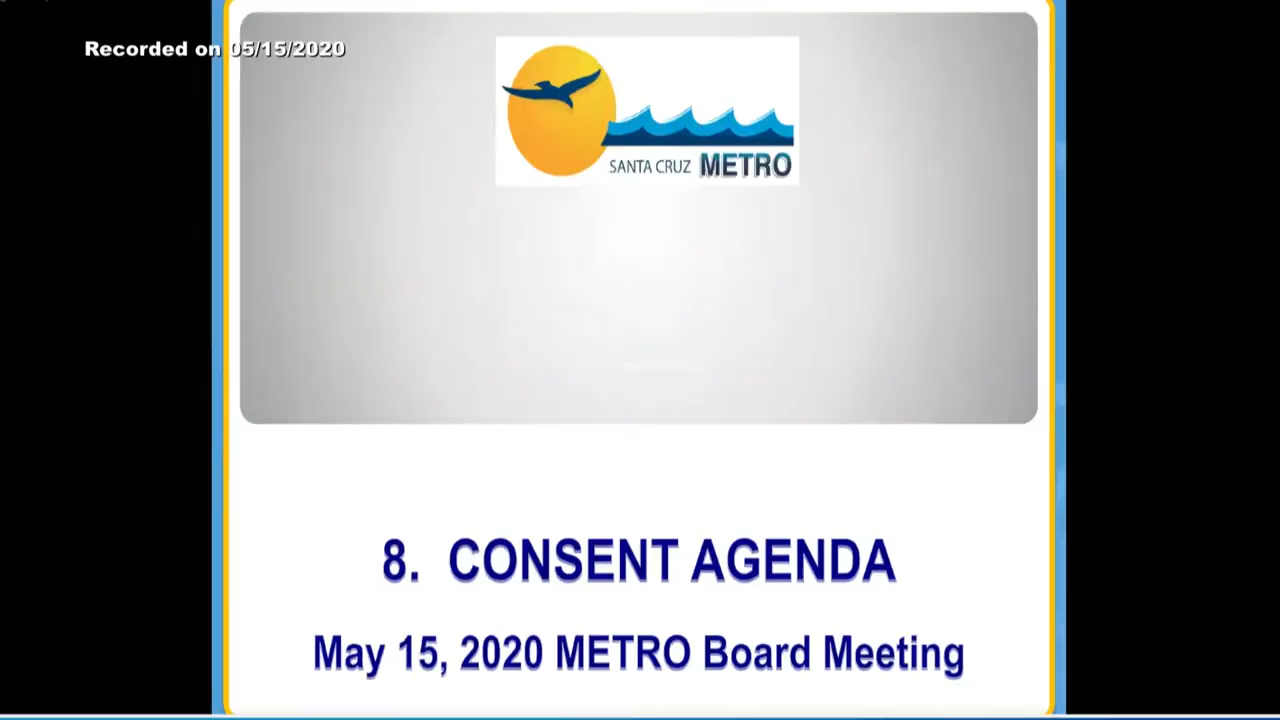 Recorded on 05/15/2020
SANTA CRUZ METRO
8. CONSENT AGENDA
May 15, 2020 METRO Board Meeting